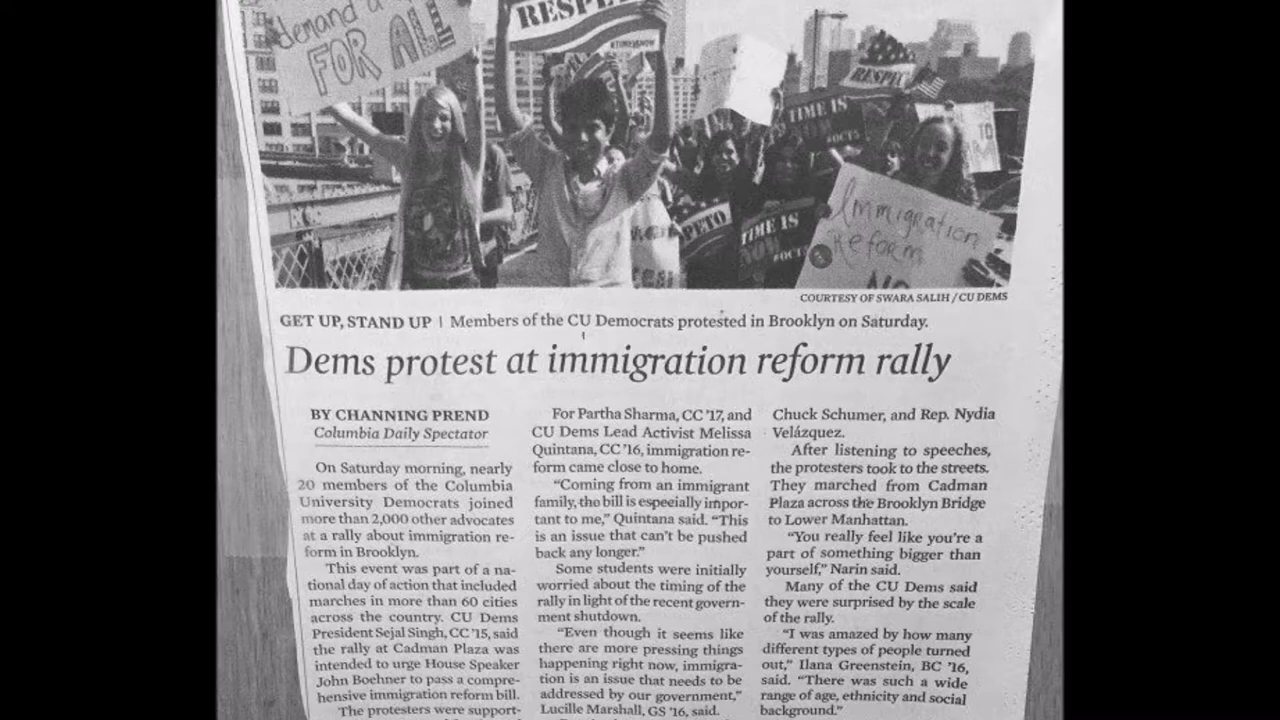 demand a
FOR ALL
RESPE
#TIMEISNOW
RESPE
TIME IS
NOW
#OCT5
TO
PETO
TIME IS
NOW
#OCT5
Immigration
Reform
NO
COURTESY OF SWARA SALIH / CU DEMS
GET UP, STAND UP | Members of the CU Democrats protested in Brooklyn on Saturday.
Dems protest at immigration reform rally
BY CHANNING PREND
Columbia Daily Spectator
On Saturday morning, nearly
20 members of the Columbia
University Democrats joined
more than 2,000 other advocates
at a rally about immigration re-
form in Brooklyn.
This event was part of a na-
tional day of action that included
marches in more than 60 cities
across the country. CU Dems
President Sejal Singh, CC '15, said
the rally at Cadman Plaza was
intended to urge House Speaker
John Boehner to pass a compre-
hensive immigration reform bill.
The protesters were support-
For Partha Sharma, CC '17, and
CU Dems Lead Activist Melissa
Quintana, CC '16, immigration re-
form came close to home.
"Coming from an immigrant
family, the bill is especially impor-
tant to me," Quintana said. "This
is an issue that can't be pushed
back any longer."
Some students were initially
worried about the timing of the
rally in light of the recent govern-
ment shutdown.
"Even though it seems like
there are more pressing things
happening right now, immigra-
tion is an issue that needs to be
addressed by our government,"
Lucille Marshall, GS '16, said.
Chuck Schumer, and Rep. Nydia
Velázquez.
After listening to speeches,
the protesters took to the streets.
They marched from Cadman
Plaza across the Brooklyn Bridge
to Lower Manhattan.
"You really feel like you're a
part of something bigger than
yourself," Narin said.
Many of the CU Dems said
they were surprised by the scale
of the rally.
"I was amazed by how many
different types of people turned
out," Ilana Greenstein, BC '16,
said. "There was such a wide
range of age, ethnicity and social
background."